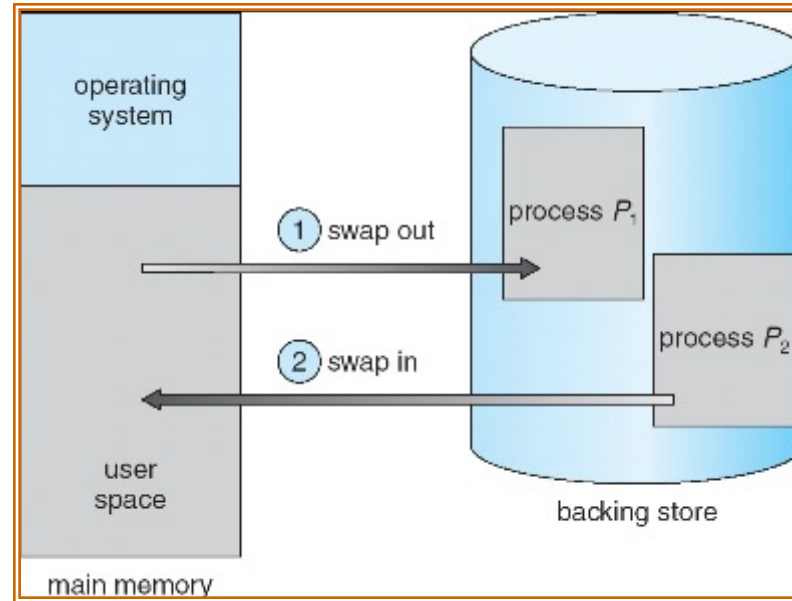 operating
system
process P₁
1 swap out
process P₂
2 swap in
user
space
backing store
main memory